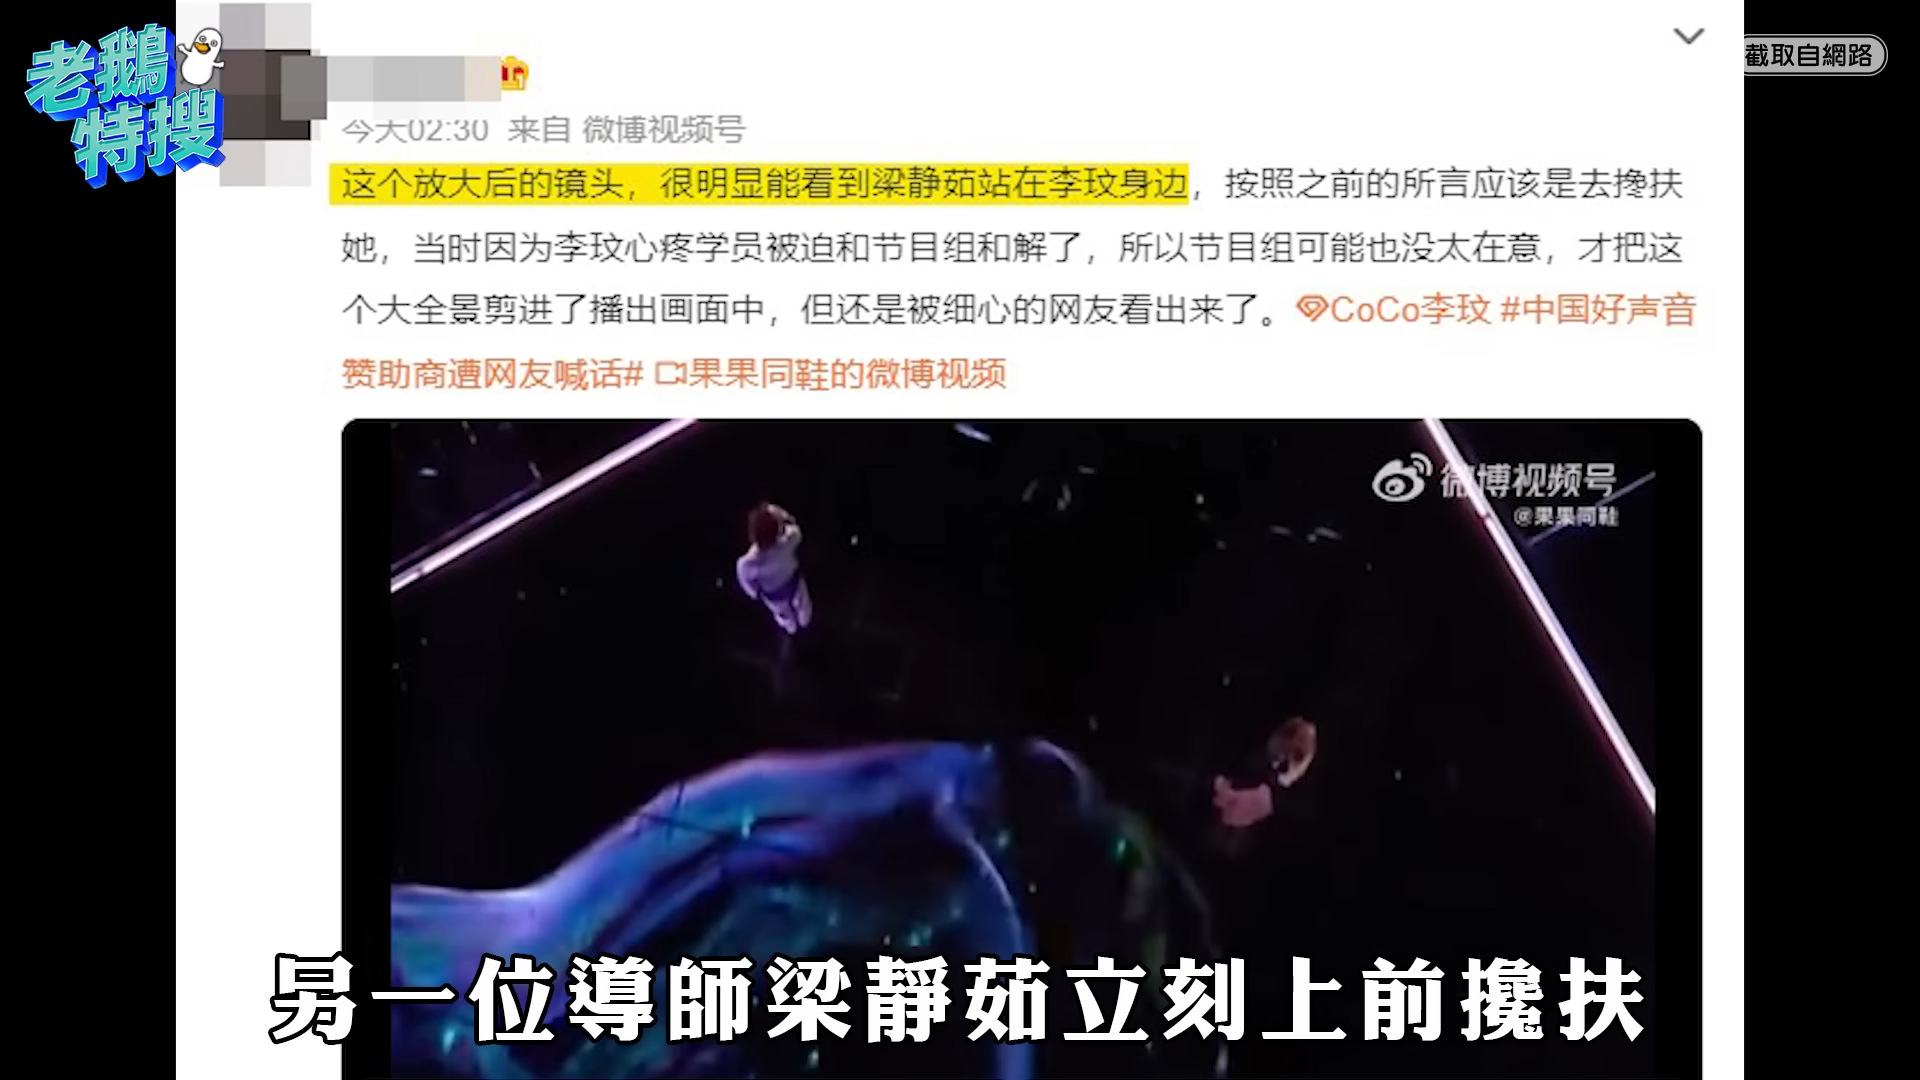 老鵝
特搜
截取自網路
今天02:30 来自 微博视频号
这个放大后的镜头，很明显能看到梁静茹站在李玟身边，按照之前的所言应该是去搀扶
她，当时因为李玟心疼学员被迫和节目组和解了，所以节目组可能也没太在意，才把这
个大全景剪进了播出画面中，但还是被细心的网友看出来了。CoCo李玟 #中国好声音
赞助商遭网友喊话# 果果同鞋的微博视频
微博视频号
@果果同鞋
另一位導師梁靜茹立刻上前攙扶